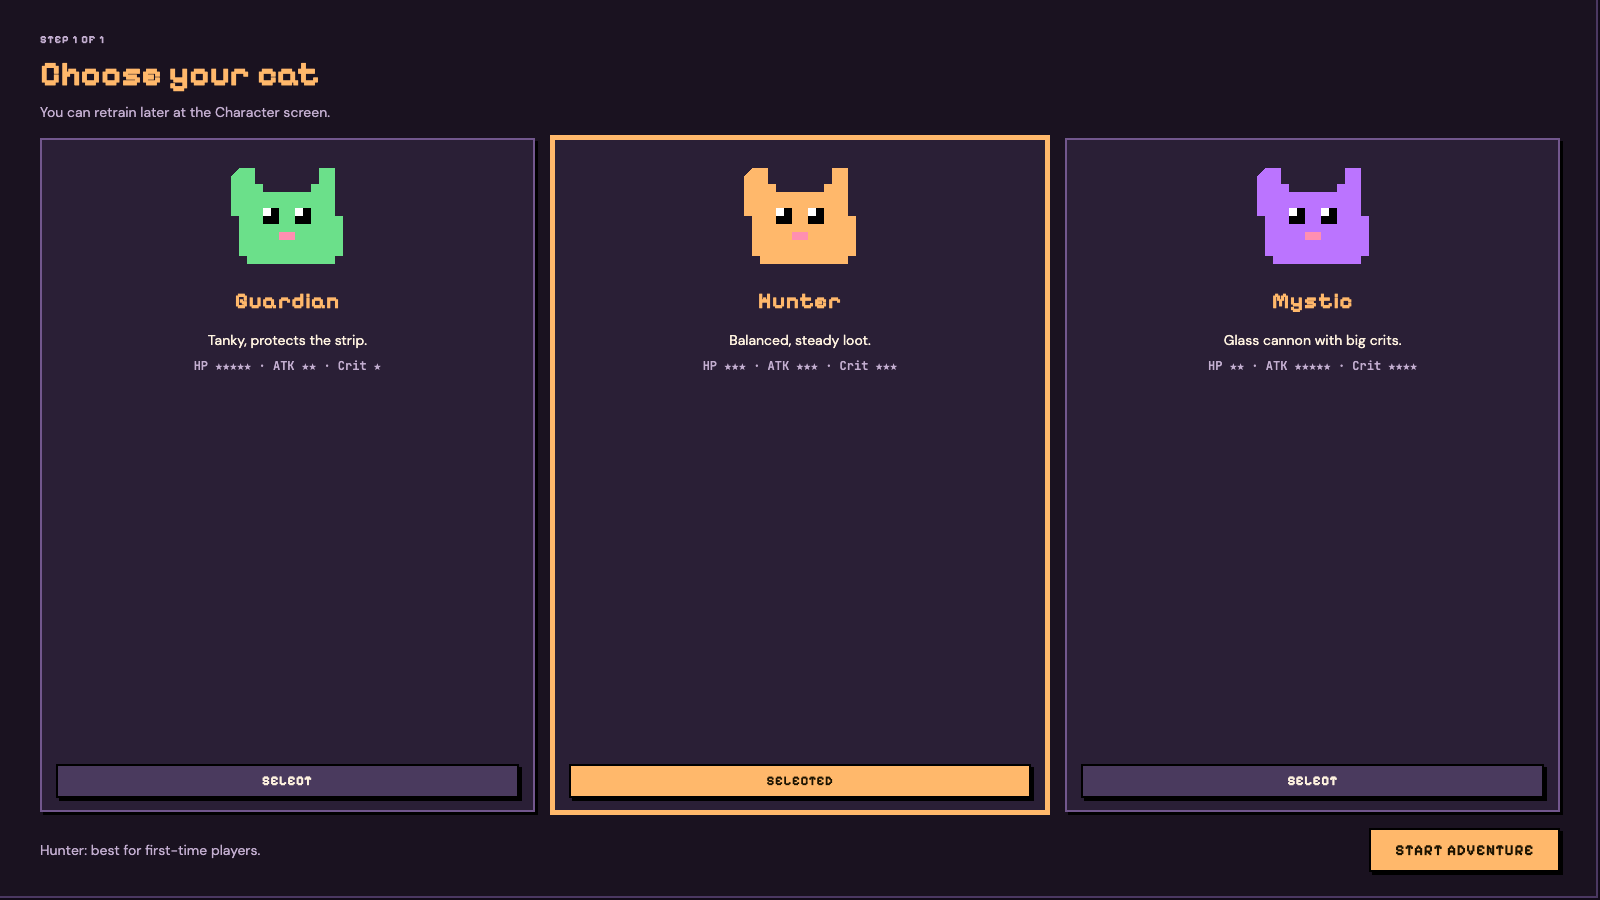 STEP 1 OF 1
Choose your cat
You can retrain later at the Character screen.
Guardian
Tanky, protects the strip.
HP ★★★★★ · ATK ★★ · Crit ★
SELECT
Hunter
Balanced, steady loot.
HP ★★★ · ATK ★★★ · Crit ★★★
SELECTED
Mystic
Glass cannon with big crits.
HP ★★ · ATK ★★★★★ · Crit ★★★★
SELECT
Hunter: best for first-time players.
START ADVENTURE